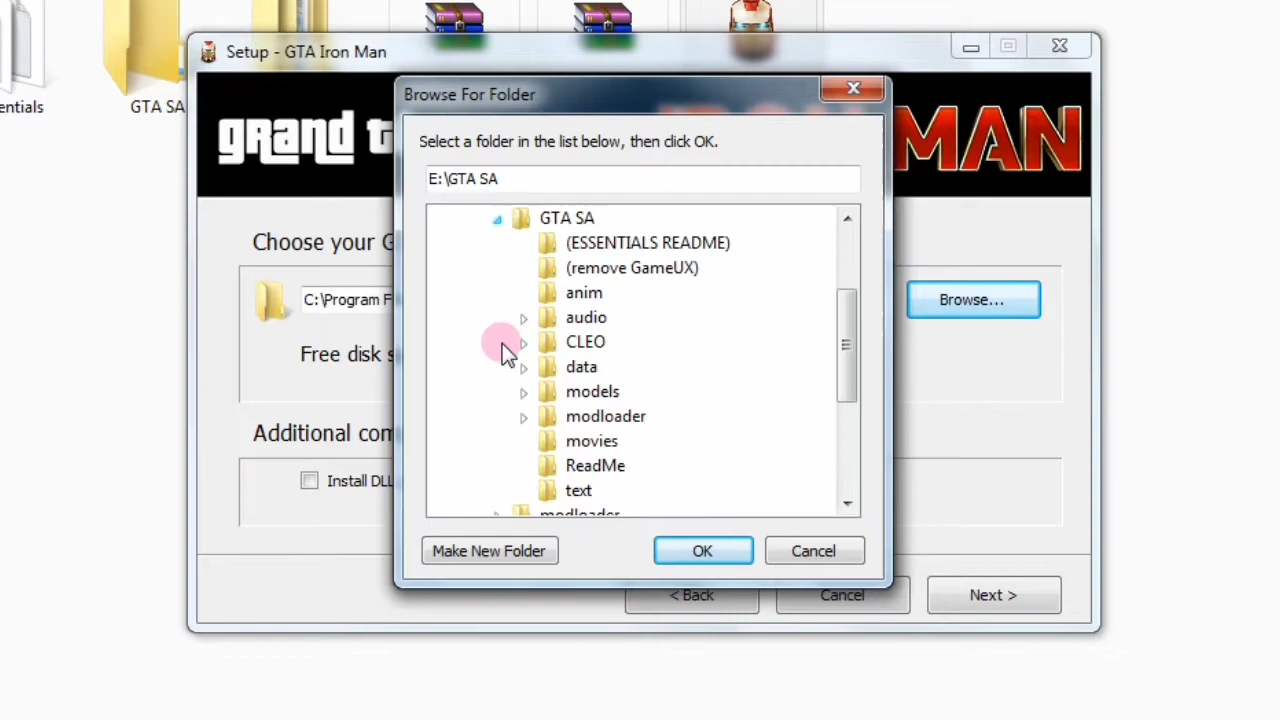 entials
GTA SA
Setup - GTA Iron Man
grand t
MAN
Browse For Folder
Select a folder in the list below, then click OK.
E:\GTA SA
GTA SA
(ESSENTIALS README)
(remove GameUX)
anim
audio
CLEO
data
models
modloader
movies
ReadMe
text
modloader
Make New Folder
OK
Cancel
Choose your G
C:\Program F
Browse...
Free disk s
Additional com
Install DLL
< Back
Cancel
Next >